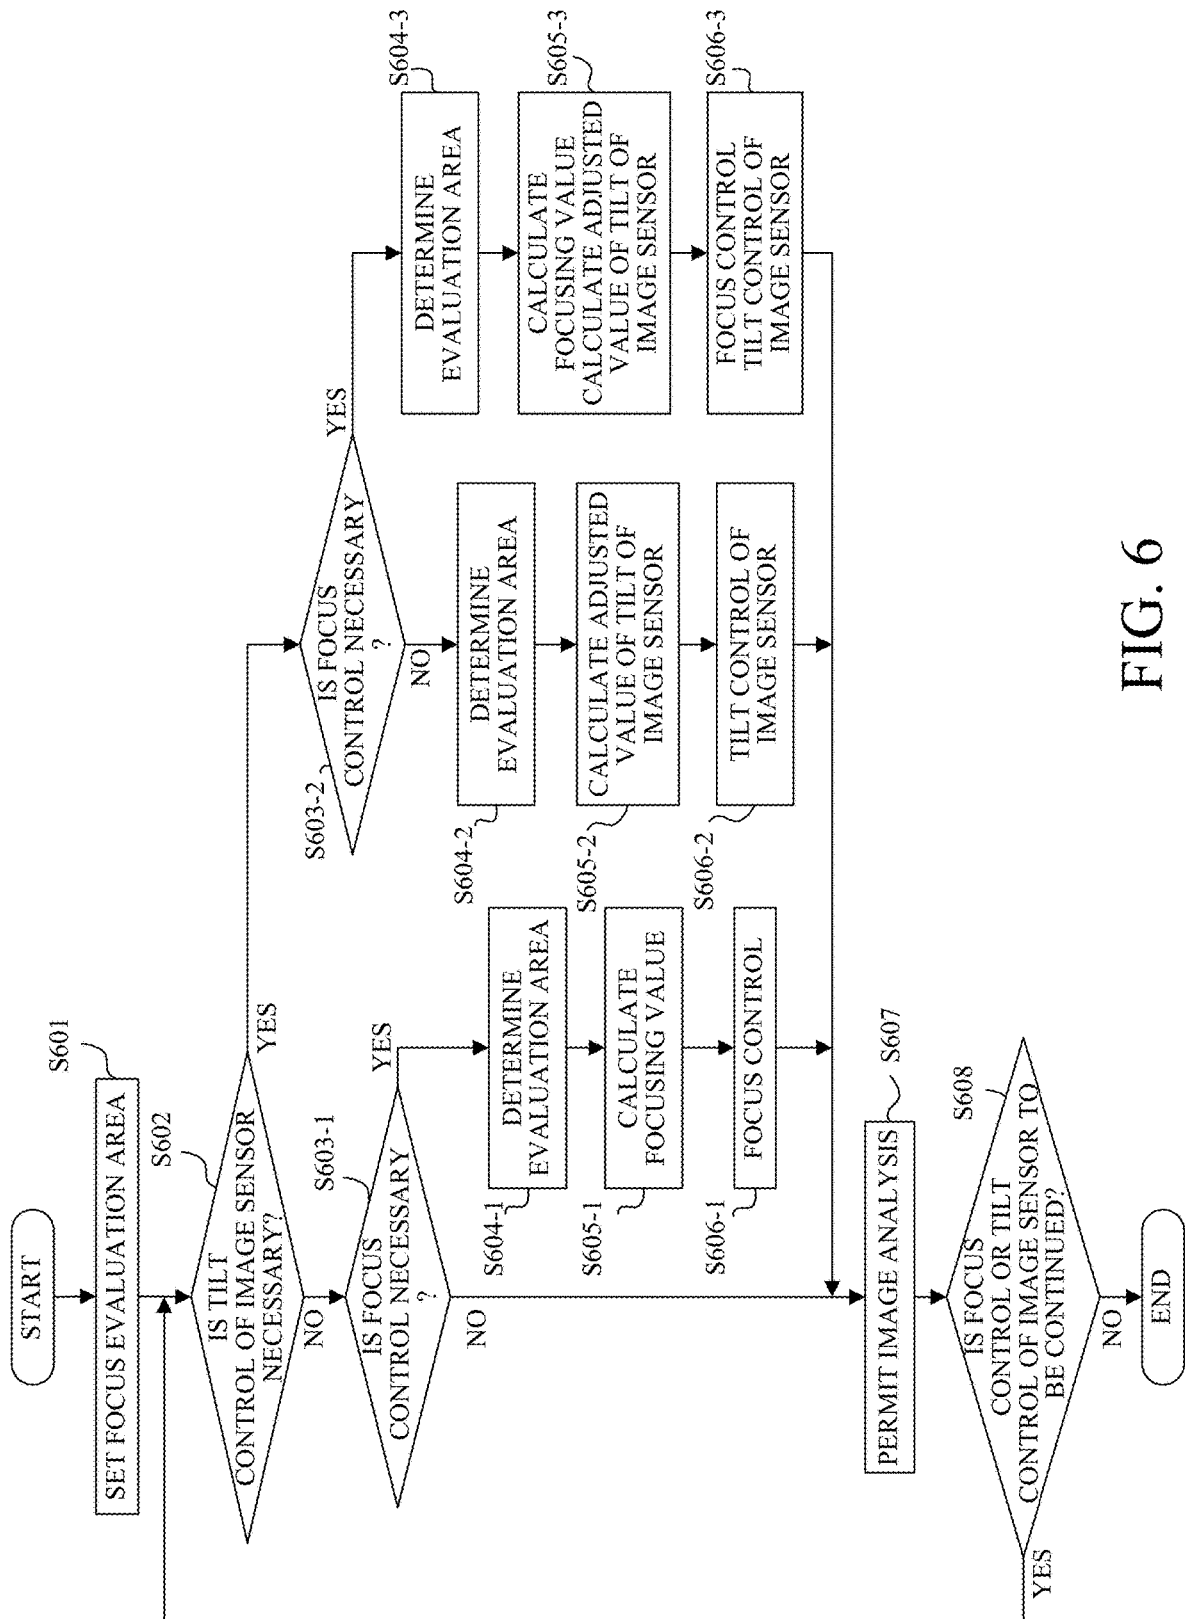 START
SET FOCUS EVALUATION AREA
S601
IS TILT
CONTROL OF IMAGE SENSOR
NECESSARY?
S602
YES
NO
IS FOCUS
CONTROL NECESSARY
?
S603-1
YES
NO
DETERMINE
EVALUATION AREA
S604-1
CALCULATE
FOCUSING VALUE
S605-1
FOCUS CONTROL
S606-1
IS FOCUS
CONTROL NECESSARY
?
S603-2
YES
NO
DETERMINE
EVALUATION AREA
S604-2
CALCULATE ADJUSTED
VALUE OF TILT OF
IMAGE SENSOR
S605-2
TILT CONTROL OF
IMAGE SENSOR
S606-2
DETERMINE
EVALUATION AREA
S604-3
CALCULATE
FOCUSING VALUE
CALCULATE ADJUSTED
VALUE OF TILT OF
IMAGE SENSOR
S605-3
FOCUS CONTROL
TILT CONTROL OF
IMAGE SENSOR
S606-3
PERMIT IMAGE ANALYSIS
S607
IS FOCUS
CONTROL OR TILT
CONTROL OF IMAGE SENSOR TO
BE CONTINUED?
S608
YES
NO
END
FIG. 6